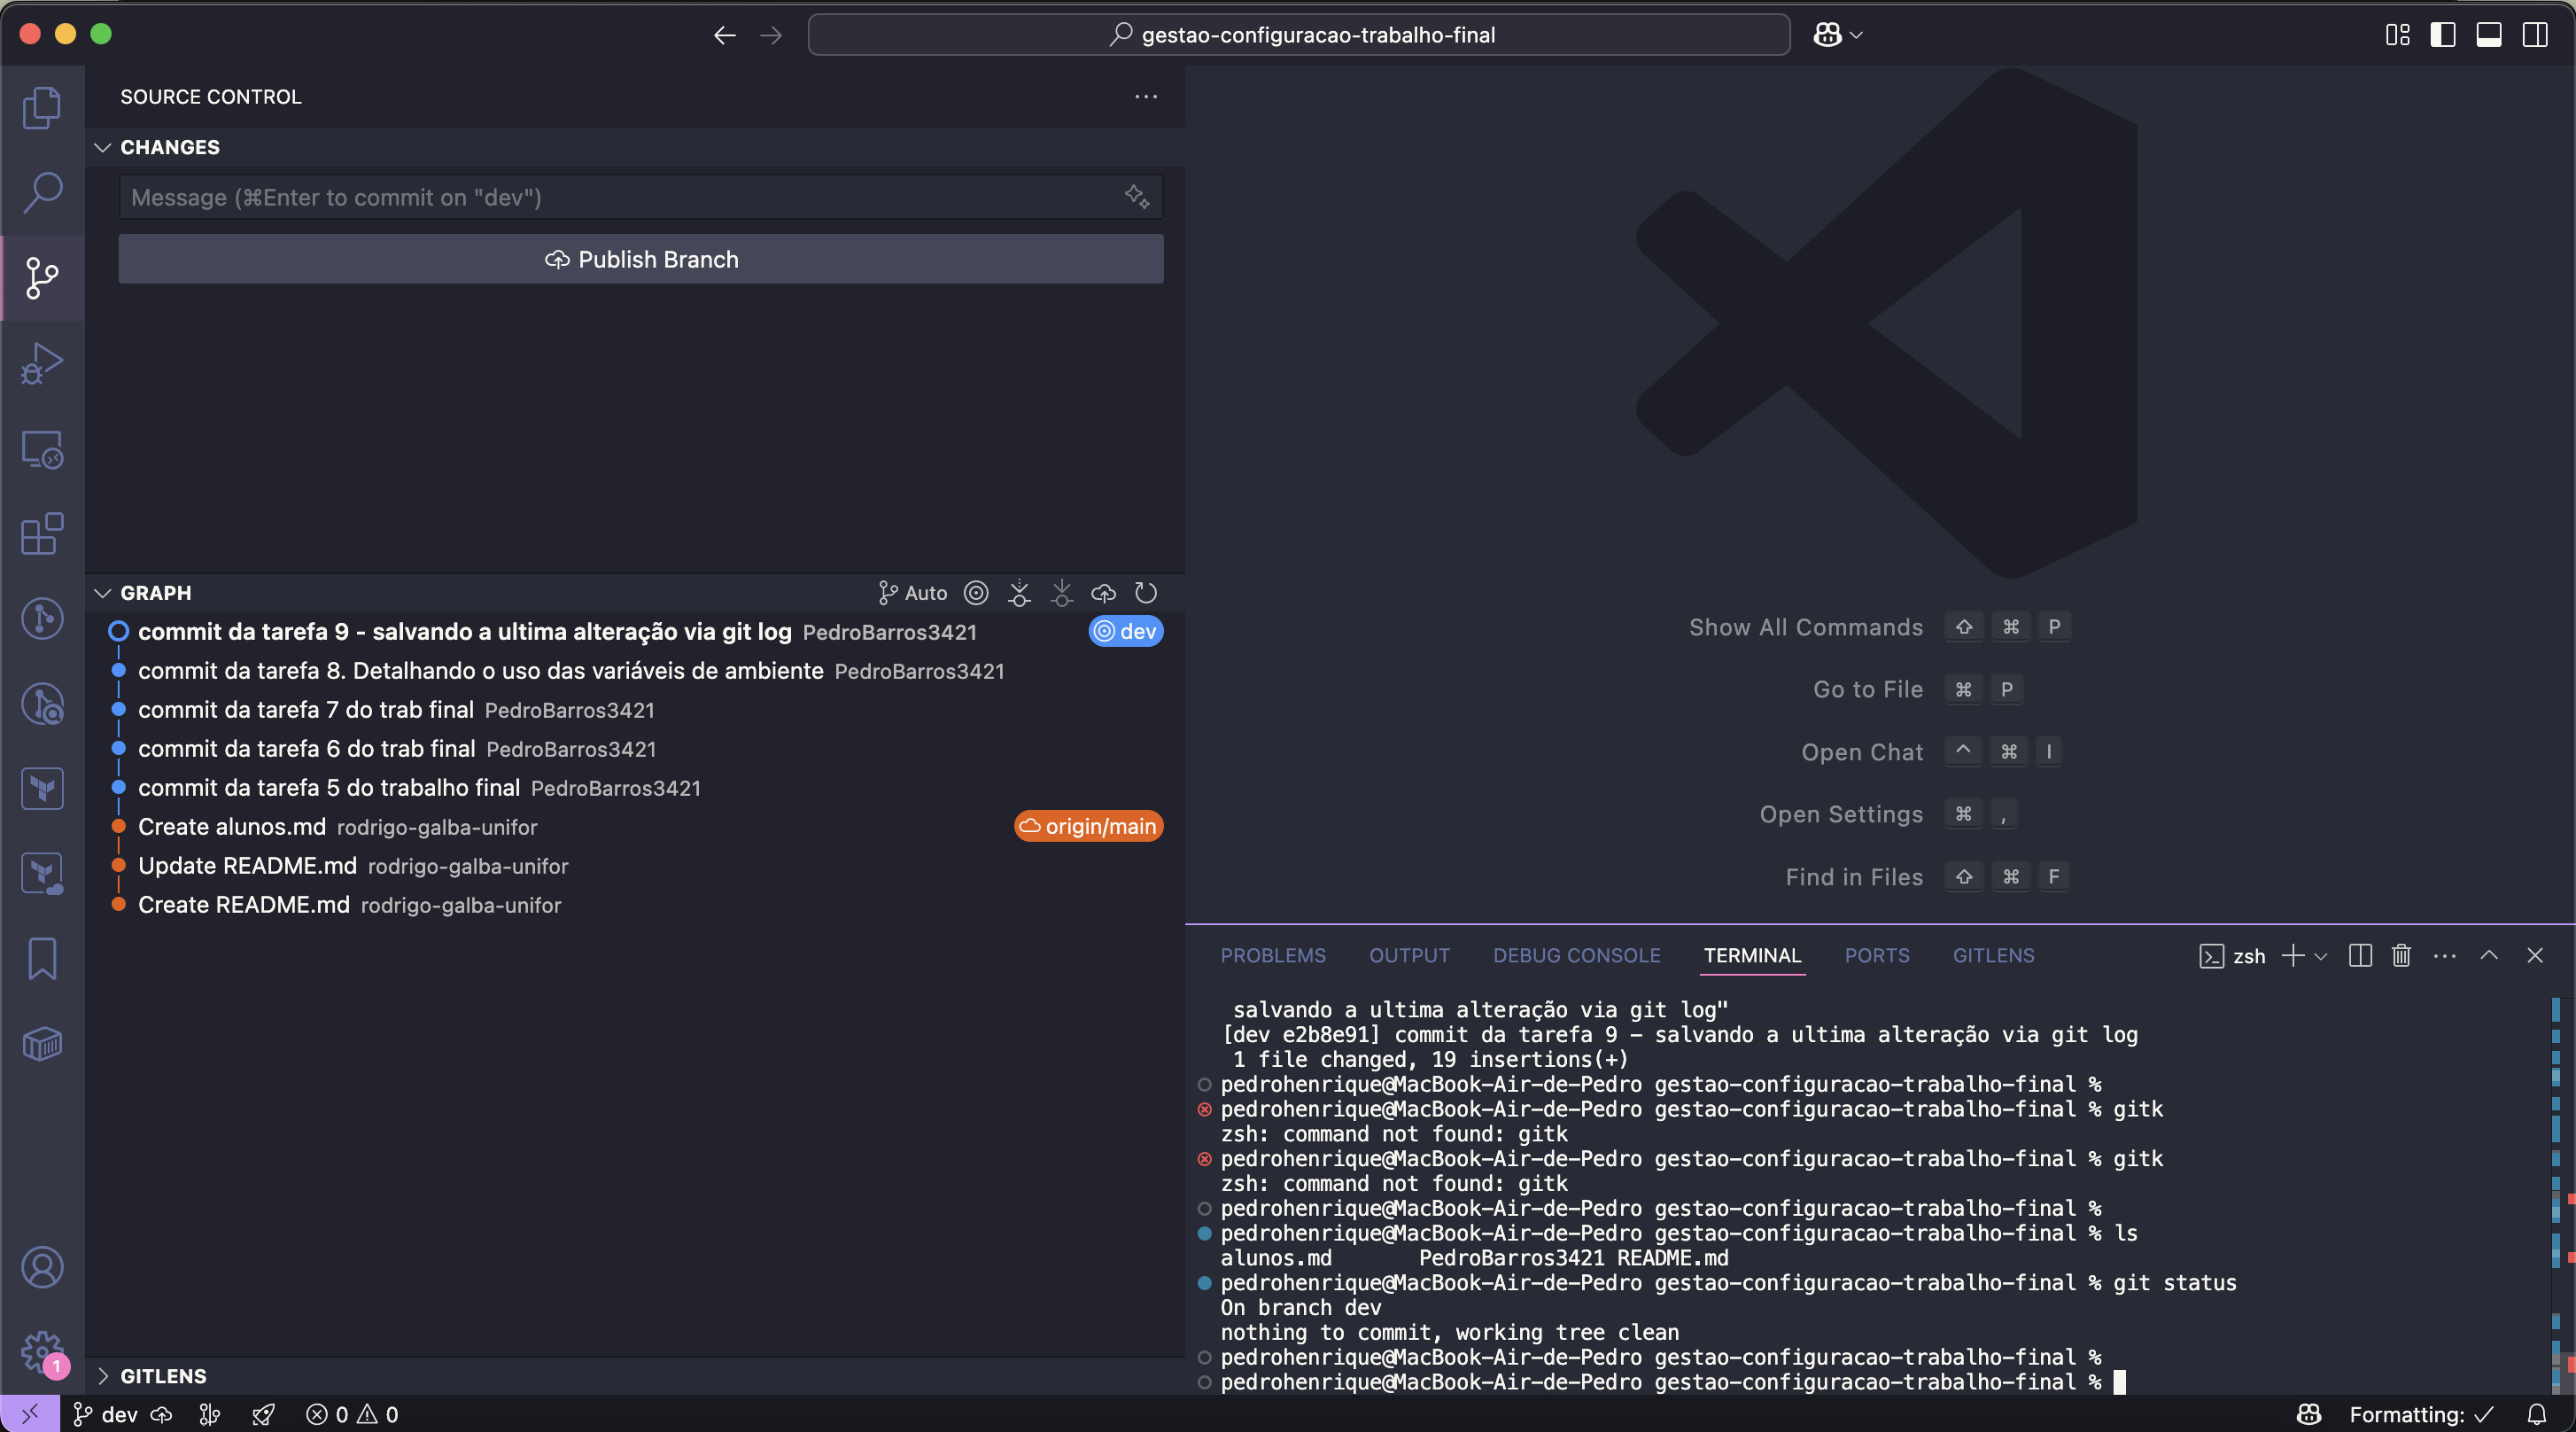 gestao-configuracao-trabalho-final
SOURCE CONTROL
CHANGES
Message (⌘Enter to commit on "dev")
Publish Branch
GRAPH
Auto
commit da tarefa 9 - salvando a ultima alteração via git log PedroBarros3421 dev
commit da tarefa 8. Detalhando o uso das variáveis de ambiente PedroBarros3421
commit da tarefa 7 do trab final PedroBarros3421
commit da tarefa 6 do trab final PedroBarros3421
commit da tarefa 5 do trabalho final PedroBarros3421
Create alunos.md rodrigo-galba-unifor origin/main
Update README.md rodrigo-galba-unifor
Create README.md rodrigo-galba-unifor
GITLENS
Show All Commands ⇧ ⌘ P
Go to File ⌘ P
Open Chat ^ ⌘ I
Open Settings ⌘ ,
Find in Files ⇧ ⌘ F
PROBLEMS OUTPUT DEBUG CONSOLE TERMINAL PORTS GITLENS zsh
salvando a ultima alteração via git log"
[dev e2b8e91] commit da tarefa 9 - salvando a ultima alteração via git log
1 file changed, 19 insertions(+)
pedrohenrique@MacBook-Air-de-Pedro gestao-configuracao-trabalho-final %
pedrohenrique@MacBook-Air-de-Pedro gestao-configuracao-trabalho-final % gitk
zsh: command not found: gitk
pedrohenrique@MacBook-Air-de-Pedro gestao-configuracao-trabalho-final % gitk
zsh: command not found: gitk
pedrohenrique@MacBook-Air-de-Pedro gestao-configuracao-trabalho-final %
pedrohenrique@MacBook-Air-de-Pedro gestao-configuracao-trabalho-final % ls
alunos.md PedroBarros3421 README.md
pedrohenrique@MacBook-Air-de-Pedro gestao-configuracao-trabalho-final % git status
On branch dev
nothing to commit, working tree clean
pedrohenrique@MacBook-Air-de-Pedro gestao-configuracao-trabalho-final %
pedrohenrique@MacBook-Air-de-Pedro gestao-configuracao-trabalho-final %
1
dev 0 0 Formatting: ✓